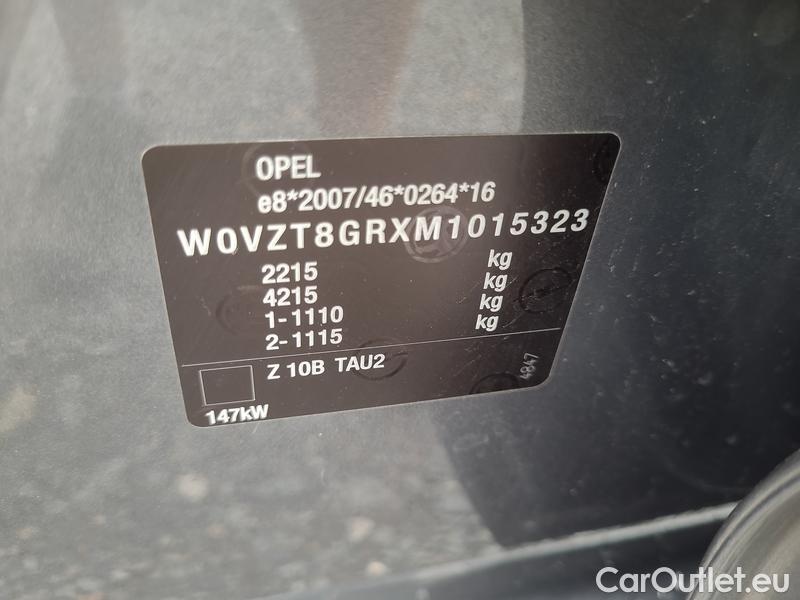 OPEL
e8*2007/46*0264*16
W0VZT8GRXM1015323
2215 kg
4215 kg
1-1110 kg
2-1115 kg
Z 10B TAU2
4847
147kW
CarOutlet.eu